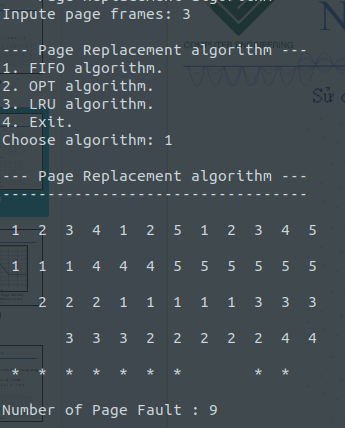 Inpute page frames: 3
--- Page Replacement algorithm ---
1. FIFO algorithm.
2. OPT algorithm.
3. LRU algorithm.
4. Exit.
Choose algorithm: 1
--- Page Replacement algorithm ---
-----------------------------------
1 2 3 4 1 2 5 1 2 3 4 5
1 1 1 4 4 4 5 5 5 5 5 5
2 2 2 1 1 1 1 1 3 3 3
3 3 3 2 2 2 2 2 4 4
* * * * * * * * *
Number of Page Fault : 9
N
Sử